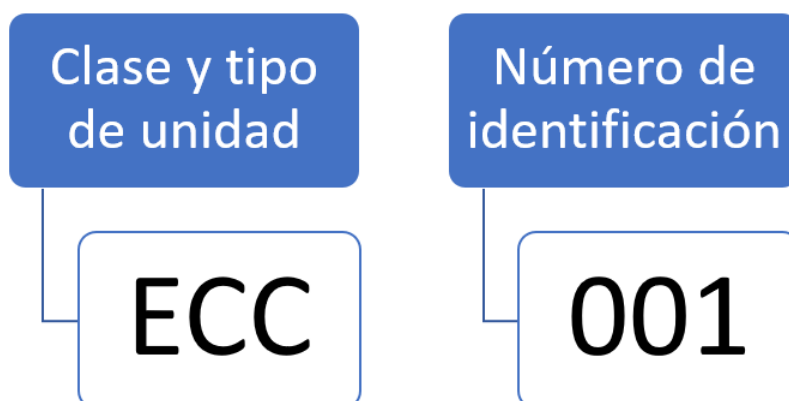 Clase y tipo
de unidad
ECC
Número de
identificación
001